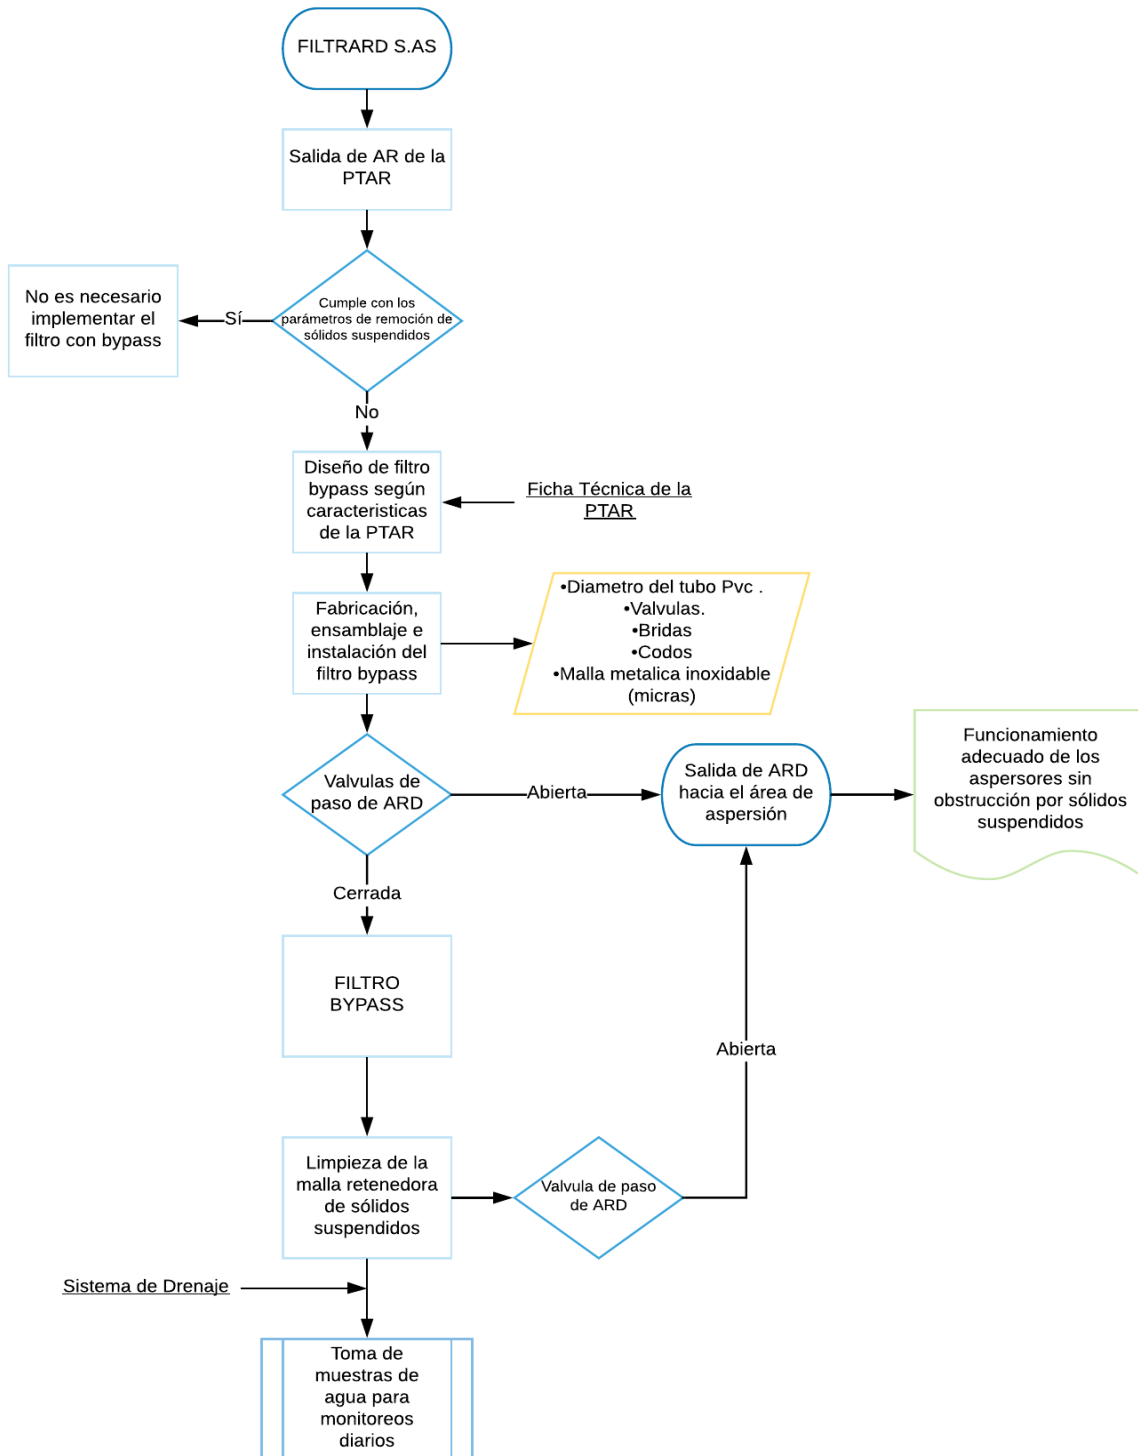 FILTRARD S.AS
Salida de AR de la
PTAR
Cumple con los
parámetros de remoción de
sólidos suspendidos
Sí
No es necesario
implementar el
filtro con bypass
No
Diseño de filtro
bypass según
caracteristicas
de la PTAR
Ficha Técnica de la
PTAR
Fabricación,
ensamblaje e
instalación del
filtro bypass
•Diametro del tubo Pvc .
•Valvulas.
•Bridas
•Codos
•Malla metalica inoxidable
(micras)
Valvulas de
paso de ARD
Abierta
Salida de ARD
hacia el área de
aspersión
Funcionamiento
adecuado de los
aspersores sin
obstrucción por sólidos
suspendidos
Cerrada
FILTRO
BYPASS
Abierta
Limpieza de la
malla retenedora
de sólidos
suspendidos
Valvula de paso
de ARD
Sistema de Drenaje
Toma de
muestras de
agua para
monitoreos
diarios